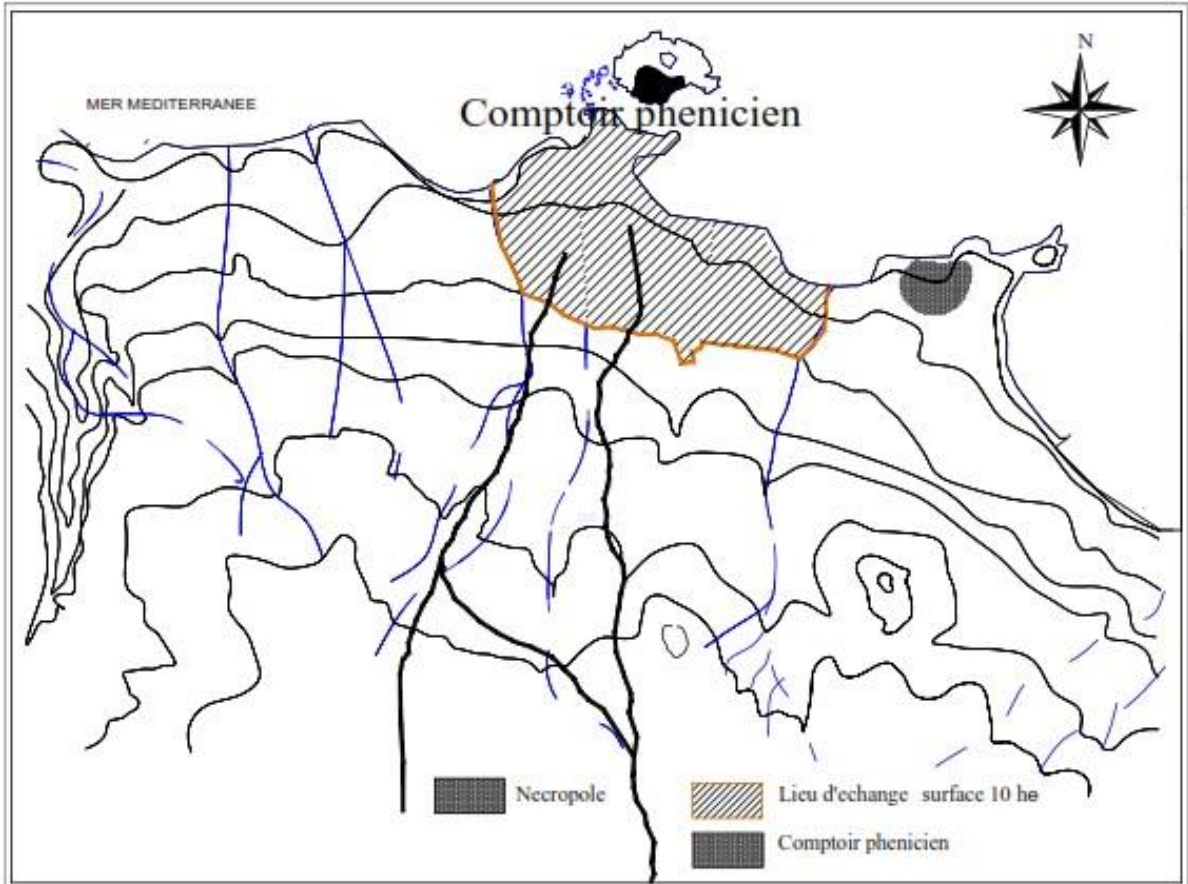 N
MER MEDITERRANEE
Comptoir phenicien
Necropole
Lieu d'echange surface 10 he
Comptoir phenicien